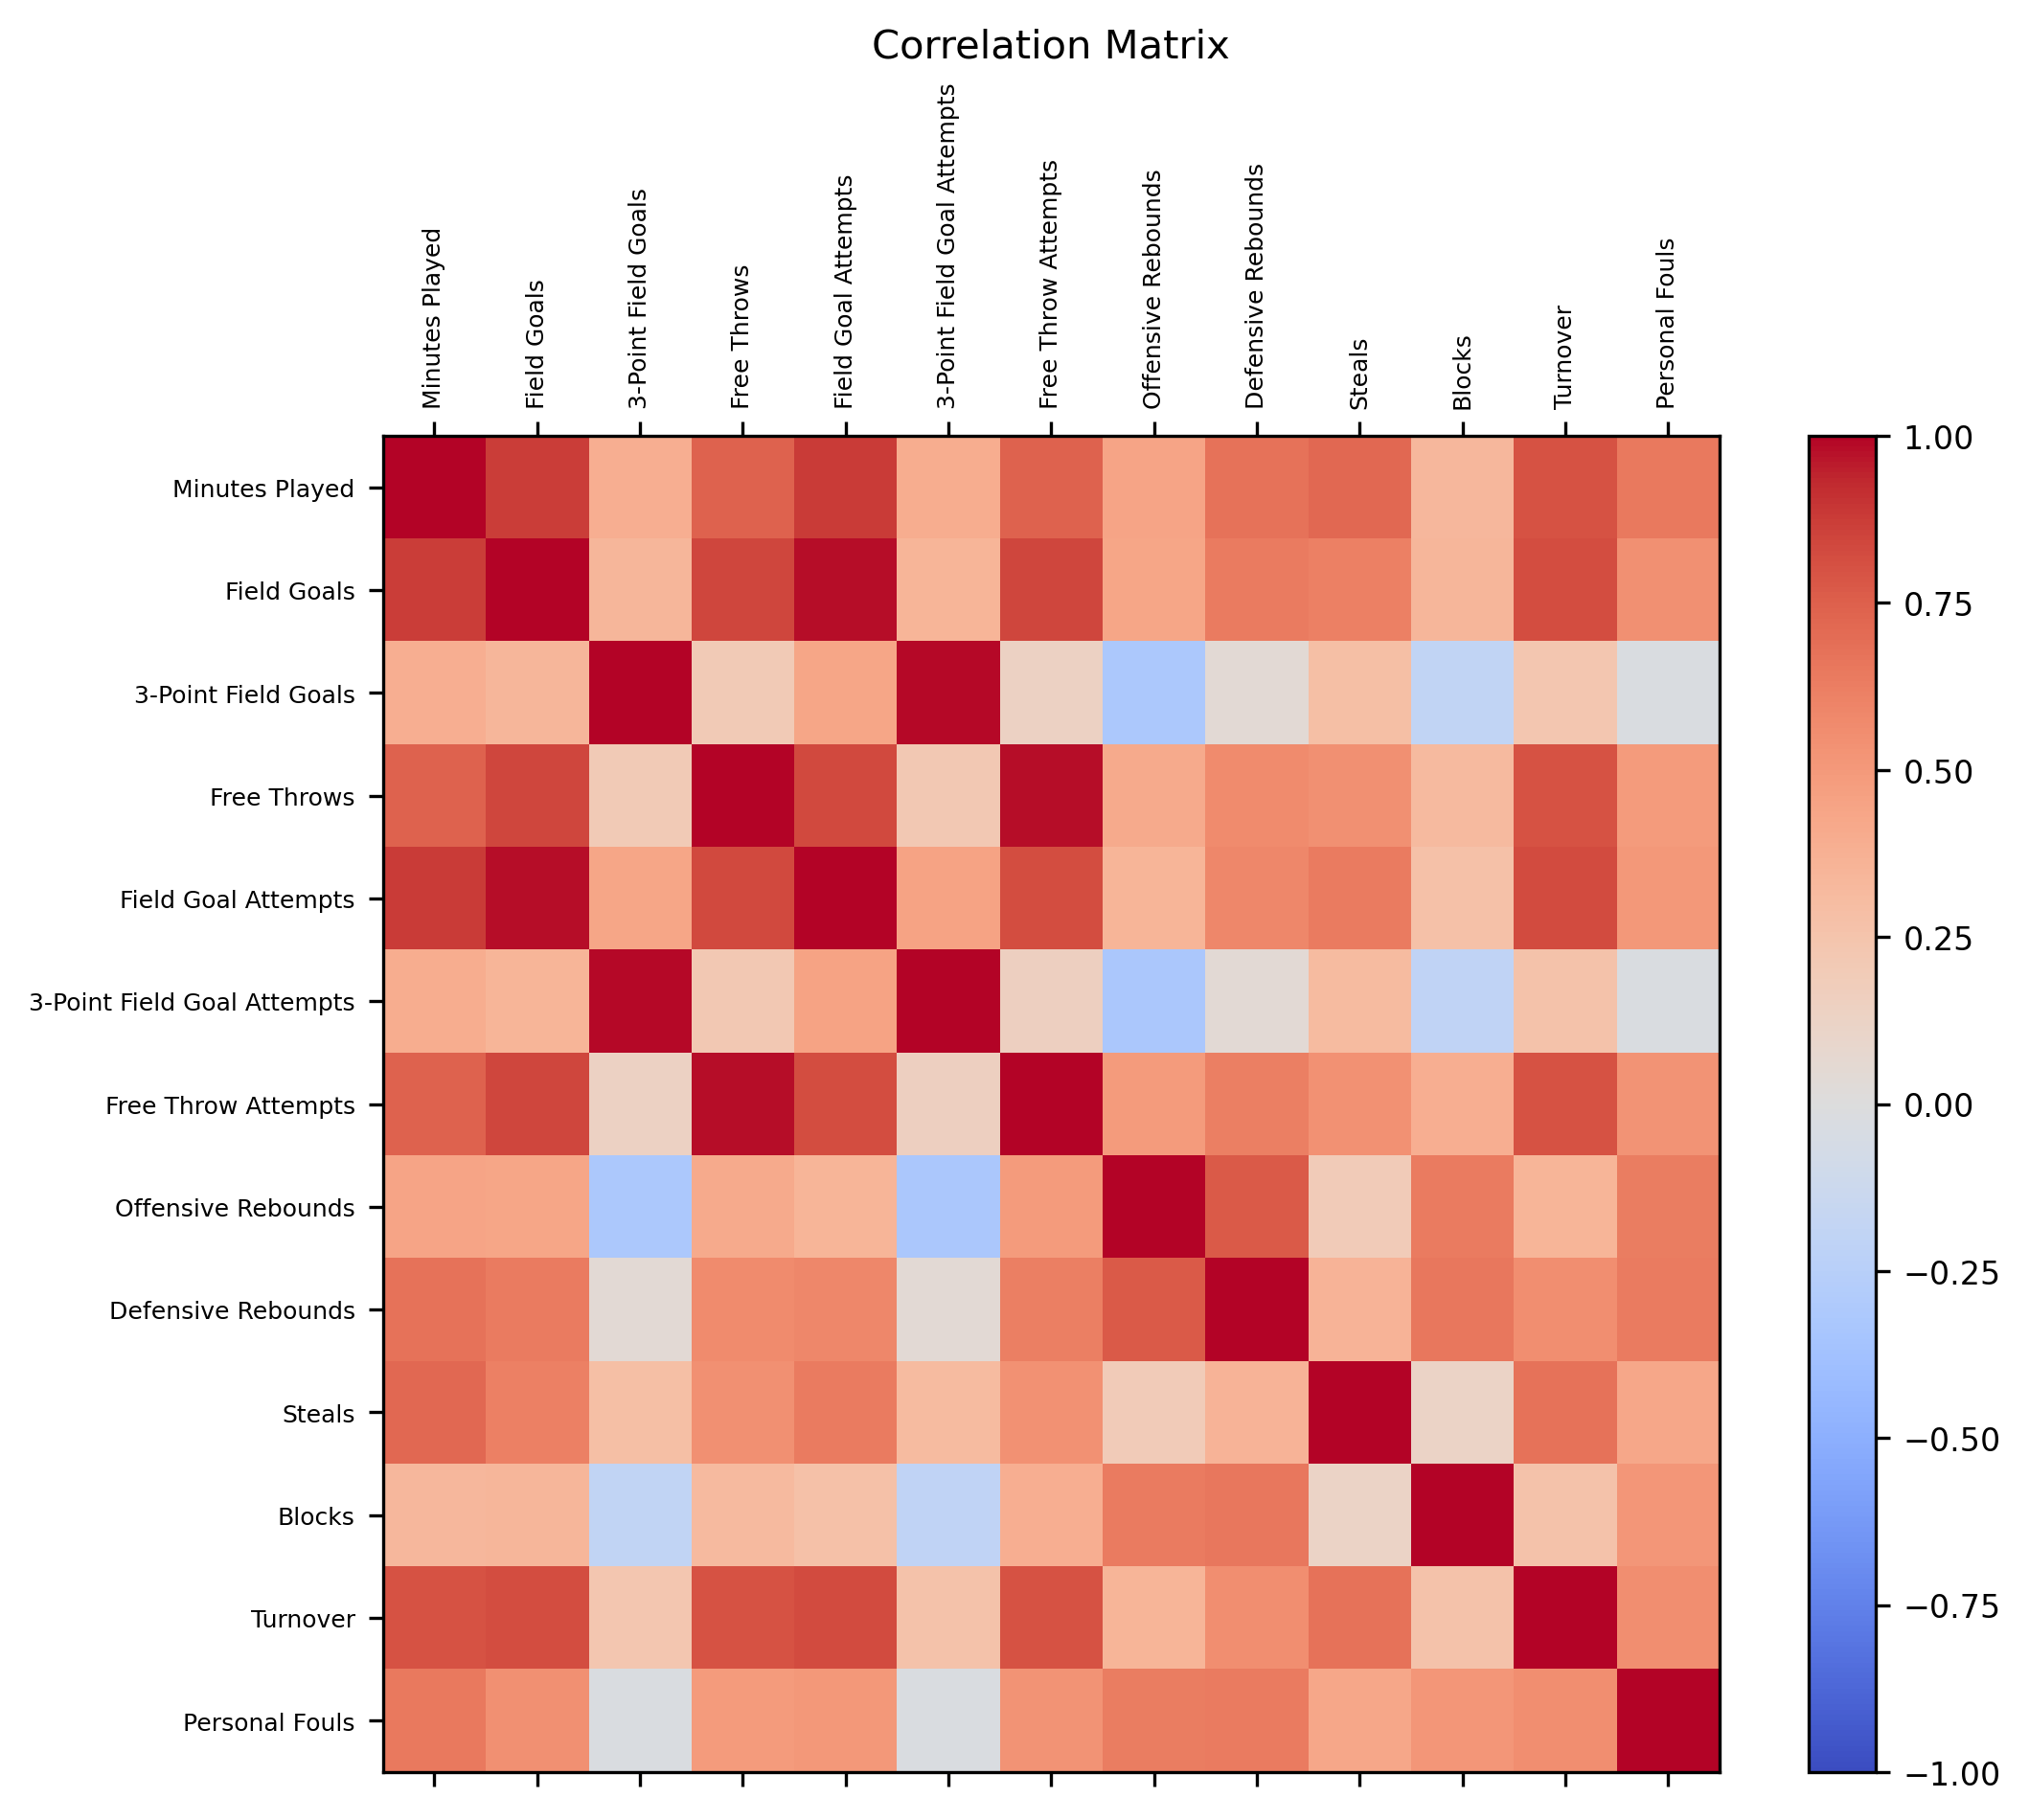 Correlation Matrix
Minutes Played
Field Goals
3-Point Field Goals
Free Throws
Field Goal Attempts
3-Point Field Goal Attempts
Free Throw Attempts
Offensive Rebounds
Defensive Rebounds
Steals
Blocks
Turnover
Personal Fouls
Minutes Played
Field Goals
3-Point Field Goals
Free Throws
Field Goal Attempts
3-Point Field Goal Attempts
Free Throw Attempts
Offensive Rebounds
Defensive Rebounds
Steals
Blocks
Turnover
Personal Fouls
1.00
0.75
0.50
0.25
0.00
−0.25
−0.50
−0.75
−1.00